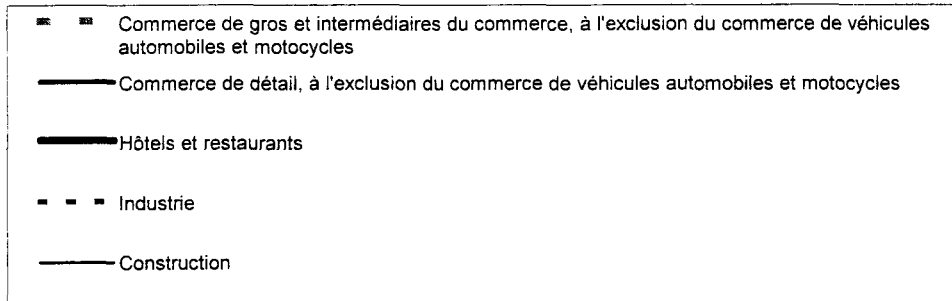 Commerce de gros et intermédiaires du commerce, à l'exclusion du commerce de véhicules
automobiles et motocycles
Commerce de détail, à l'exclusion du commerce de véhicules automobiles et motocycles
Hôtels et restaurants
Industrie
Construction